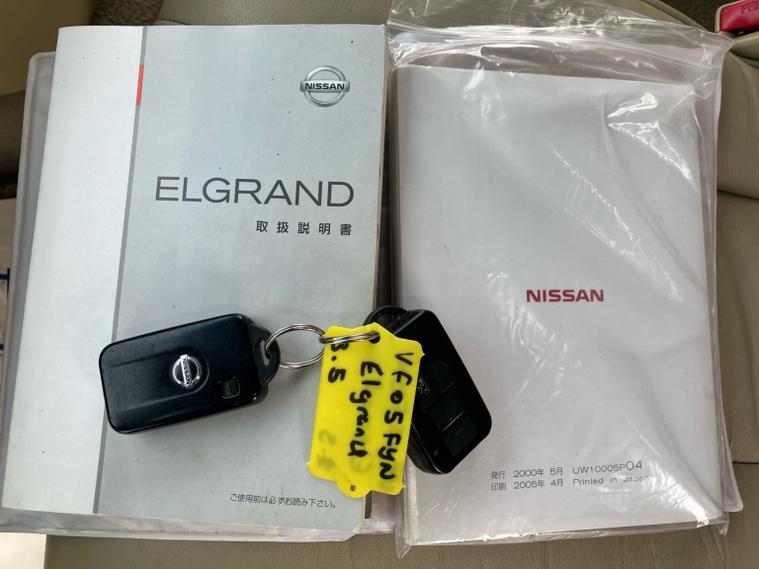 NISSAN
ELGRAND
取扱説明書
ご使用前は必ずお読み下さい。
NISSAN
発行 2000年 5月 UW10005P04
印刷 2005年 4月 Printed in Japan
VF05FYN
Elgrand
3.5